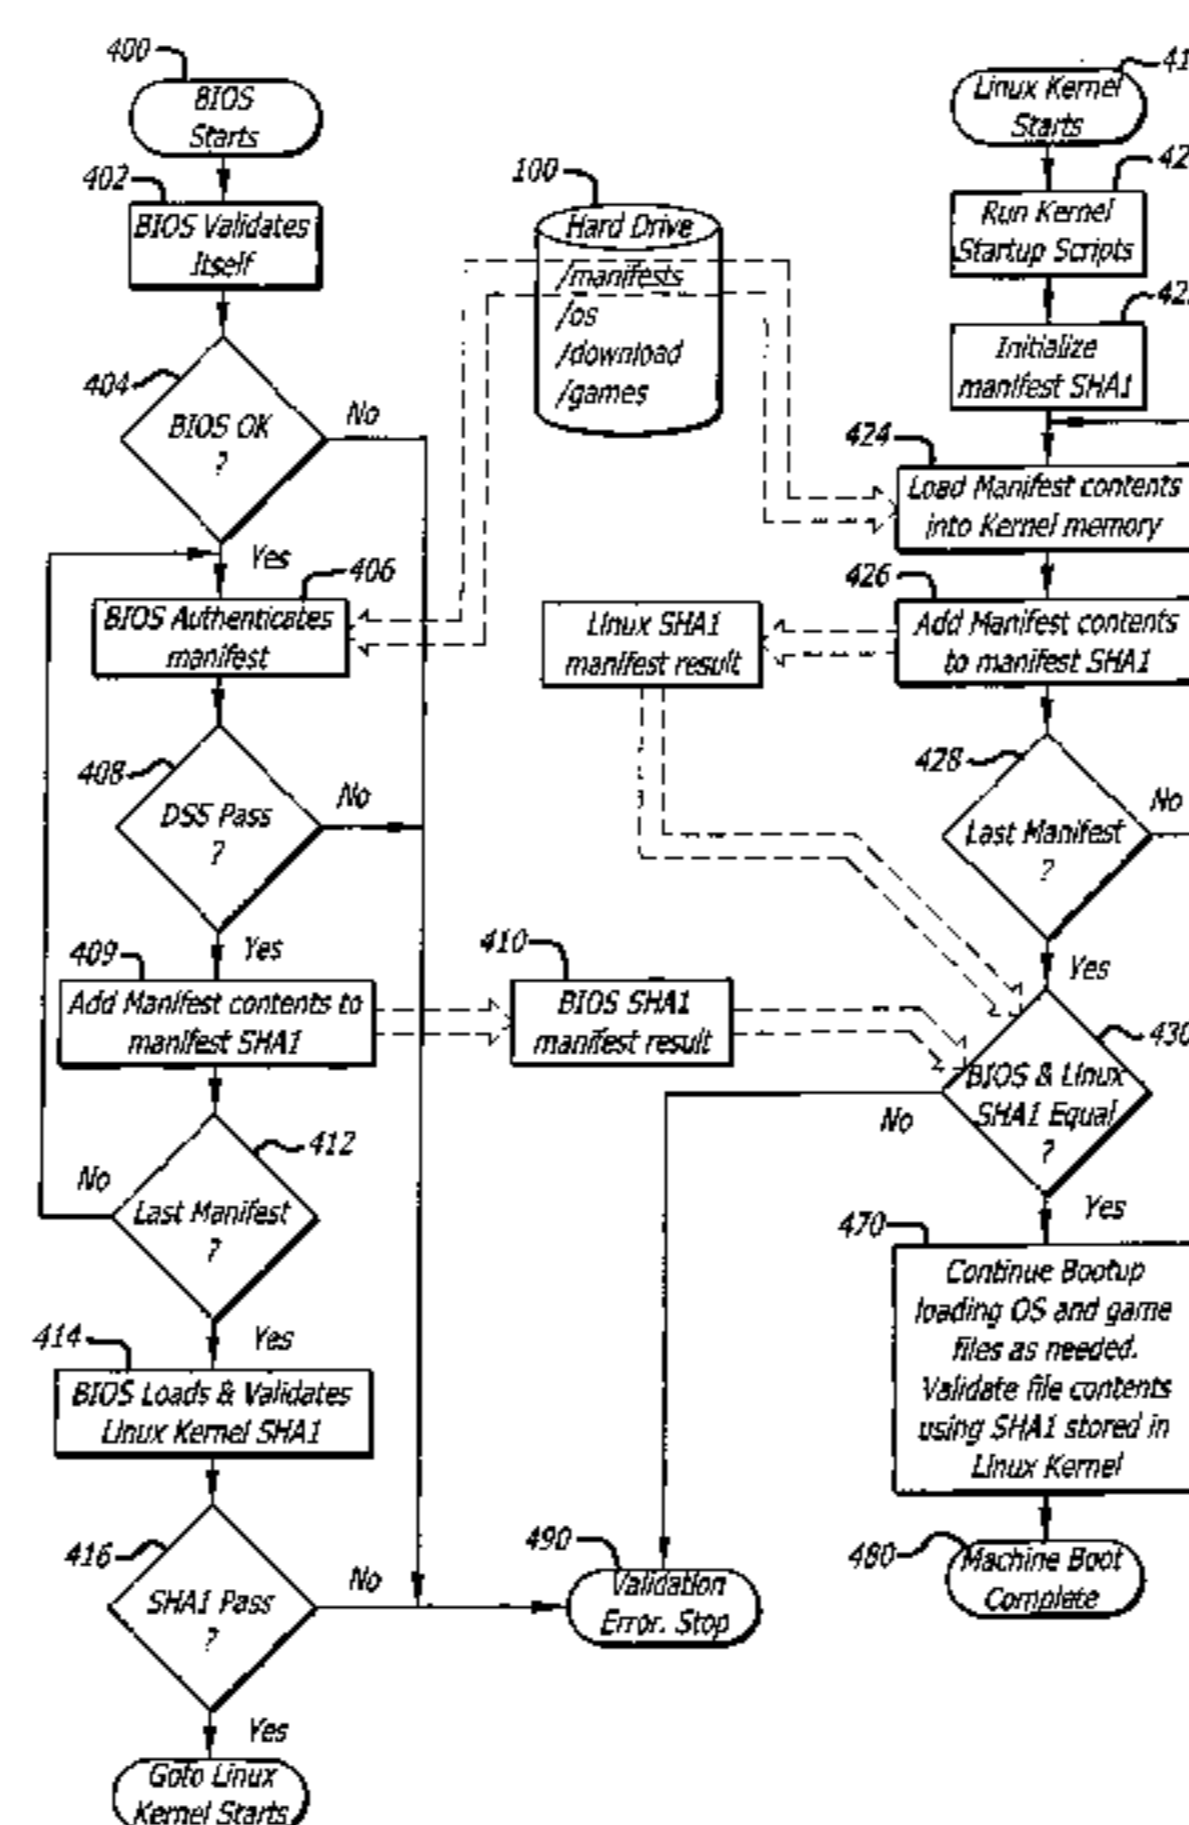 400
BIOS
Starts
402
BIOS Validates
Itself
404
BIOS OK
?
No
Yes
406
BIOS Authenticates
manifest
408
DSS Pass
?
No
Yes
409
Add Manifest contents to
manifest SHA1
410
BIOS SHA1
manifest result
412
Last Manifest
?
No
Yes
414
BIOS Loads & Validates
Linux Kernel SHA1
416
SHA1 Pass
?
No
Yes
Goto Linux
Kernel Starts
100
Hard Drive
/manifests
/os
/download
/games
Linux SHA1
manifest result
490
Validation
Error. Stop
Linux Kernel
Starts
Run Kernel
Startup Scripts
Initialize
manifest SHA1
424
Load Manifest contents
into Kernel memory
426
Add Manifest contents
to manifest SHA1
428
Last Manifest
?
No
Yes
430
BIOS & Linux
SHA1 Equal
?
No
Yes
470
Continue Bootup
loading OS and game
files as needed.
Validate file contents
using SHA1 stored in
Linux Kernel
480
Machine Boot
Complete